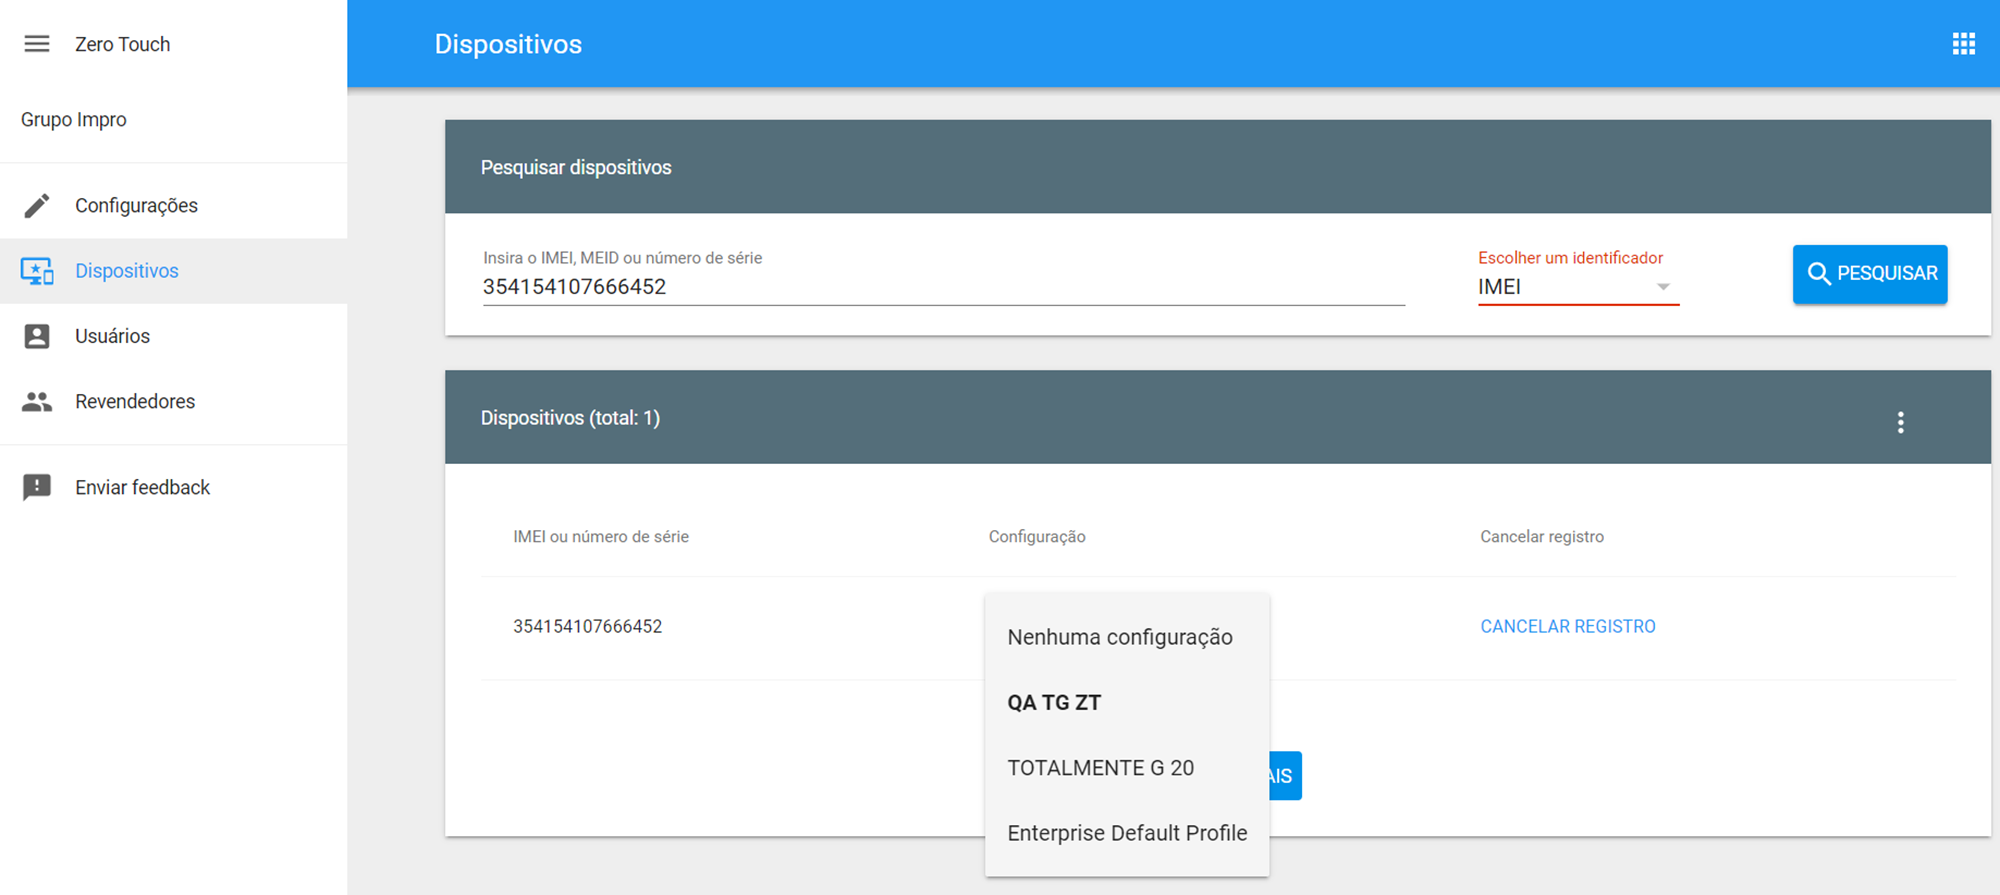 Zero Touch
Grupo Impro
Configurações
Dispositivos
Usuários
Revendedores
Enviar feedback
Dispositivos
Pesquisar dispositivos
Insira o IMEI, MEID ou número de série
354154107666452
Escolher um identificador
IMEI
PESQUISAR
Dispositivos (total: 1)
IMEI ou número de série
Configuração
Cancelar registro
354154107666452
CANCELAR REGISTRO
Nenhuma configuração
QA TG ZT
TOTALMENTE G 20
Enterprise Default Profile